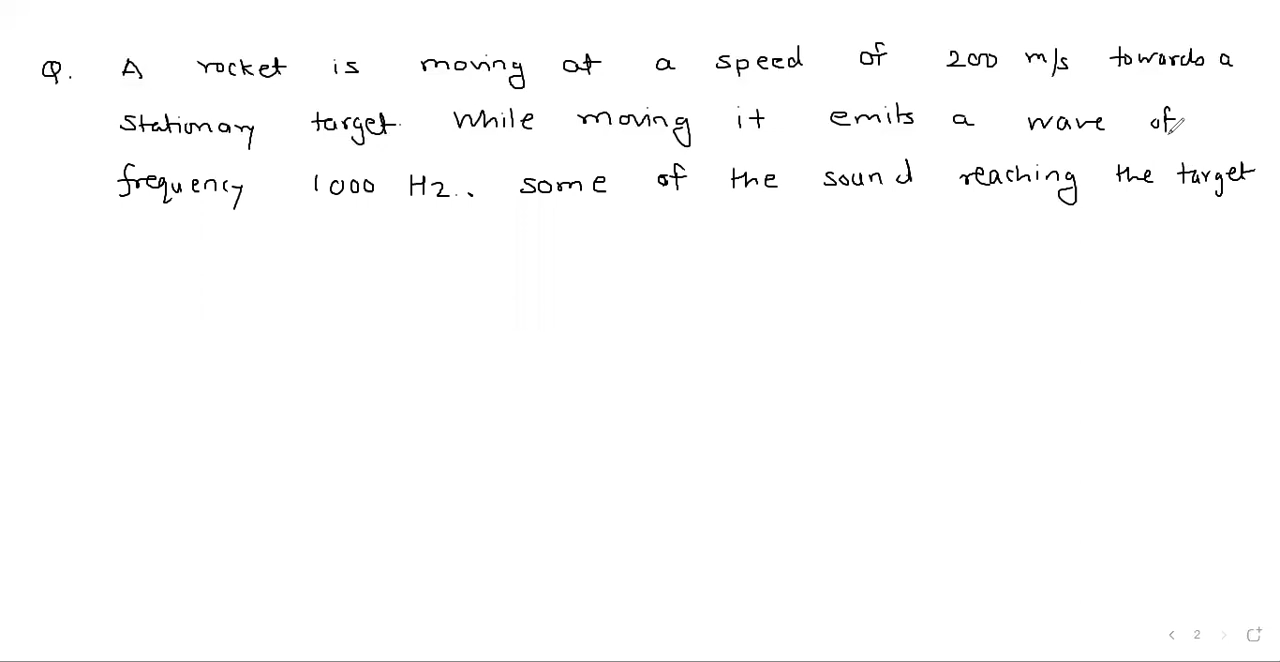 Q. A rocket is moving at a speed of 200 m/s towards a
stationary target. While moving it emits a wave of
frequency 1000 Hz. some of the sound reaching the target
2